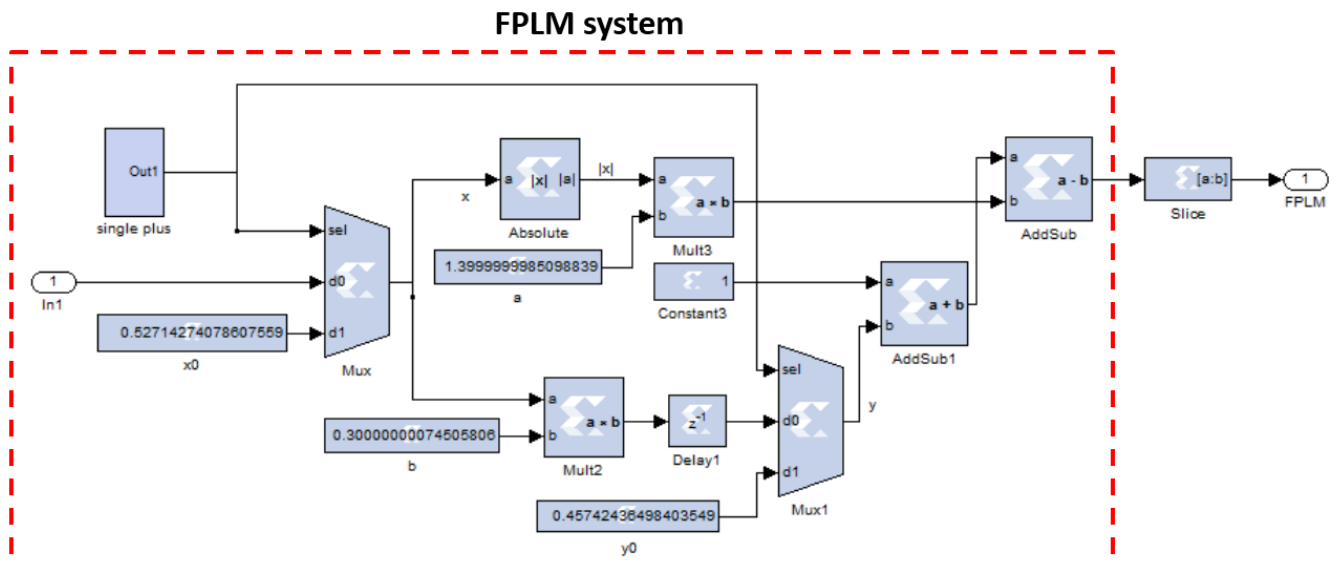 FPLM system
Out1
single plus
1
In1
0.52714274078607559
x0
sel
d0
d1
Mux
x
a
|x|
|a|
Absolute
|x|
1.3999999985098839
a
a
b
a × b
Mult3
1
Constant3
0.30000000074505806
b
a
b
a × b
Mult2
z-1
Delay1
0.45742436498403549
y0
sel
d0
d1
Mux1
y
a
b
a + b
AddSub1
a
b
a - b
AddSub
[a:b]
Slice
1
FPLM